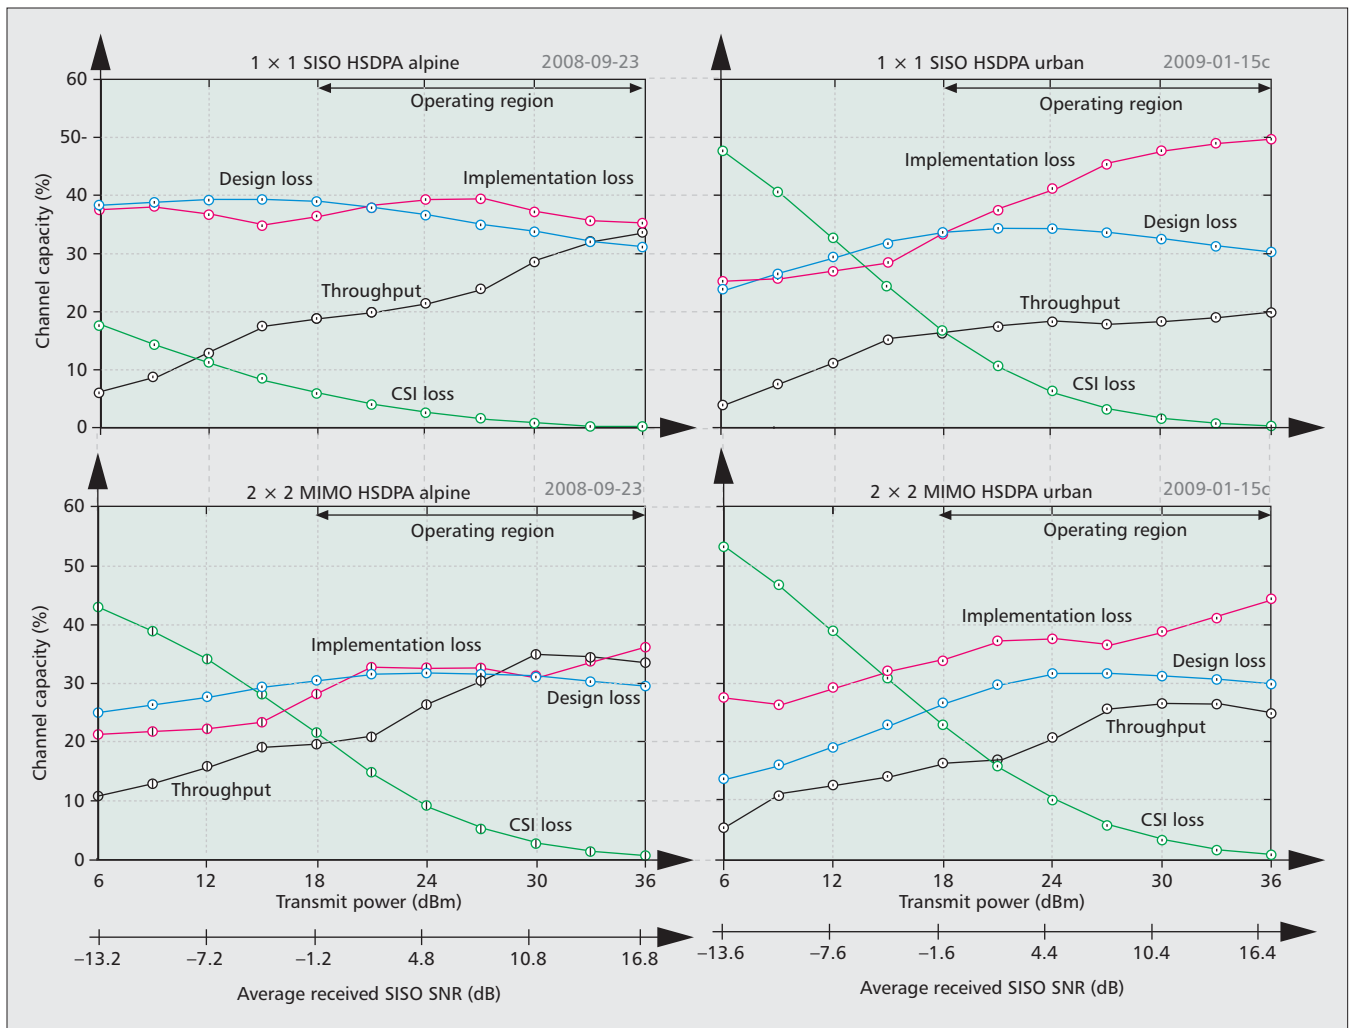 1 × 1 SISO HSDPA alpine 2008-09-23
Operating region
60
50-
40
30
20
10
0
Channel capacity (%)
Design loss
Implementation loss
Throughput
CSI loss
1 × 1 SISO HSDPA urban 2009-01-15c
Operating region
Implementation loss
Design loss
Throughput
CSI loss
2 × 2 MIMO HSDPA alpine 2008-09-23
Operating region
60
50
40
30
20
10
0
Channel capacity (%)
Implementation loss
Design loss
Throughput
CSI loss
6 12 18 24 30 36
Transmit power (dBm)
–13.2 –7.2 –1.2 4.8 10.8 16.8
Average received SISO SNR (dB)
2 × 2 MIMO HSDPA urban 2009-01-15c
Operating region
Implementation loss
Design loss
Throughput
CSI loss
6 12 18 24 30 36
Transmit power (dBm)
–13.6 –7.6 –1.6 4.4 10.4 16.4
Average received SISO SNR (dB)